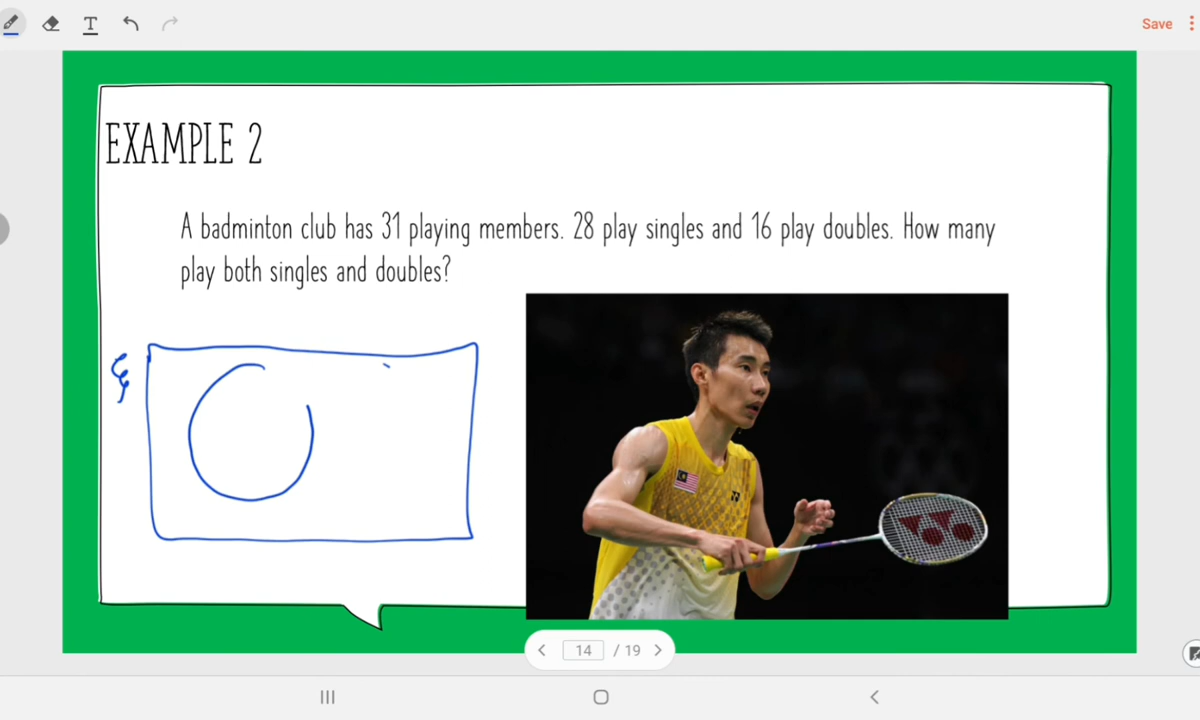 T
Save
EXAMPLE 2
A badminton club has 31 playing members. 28 play singles and 16 play doubles. How many
play both singles and doubles?
ξ
14 / 19